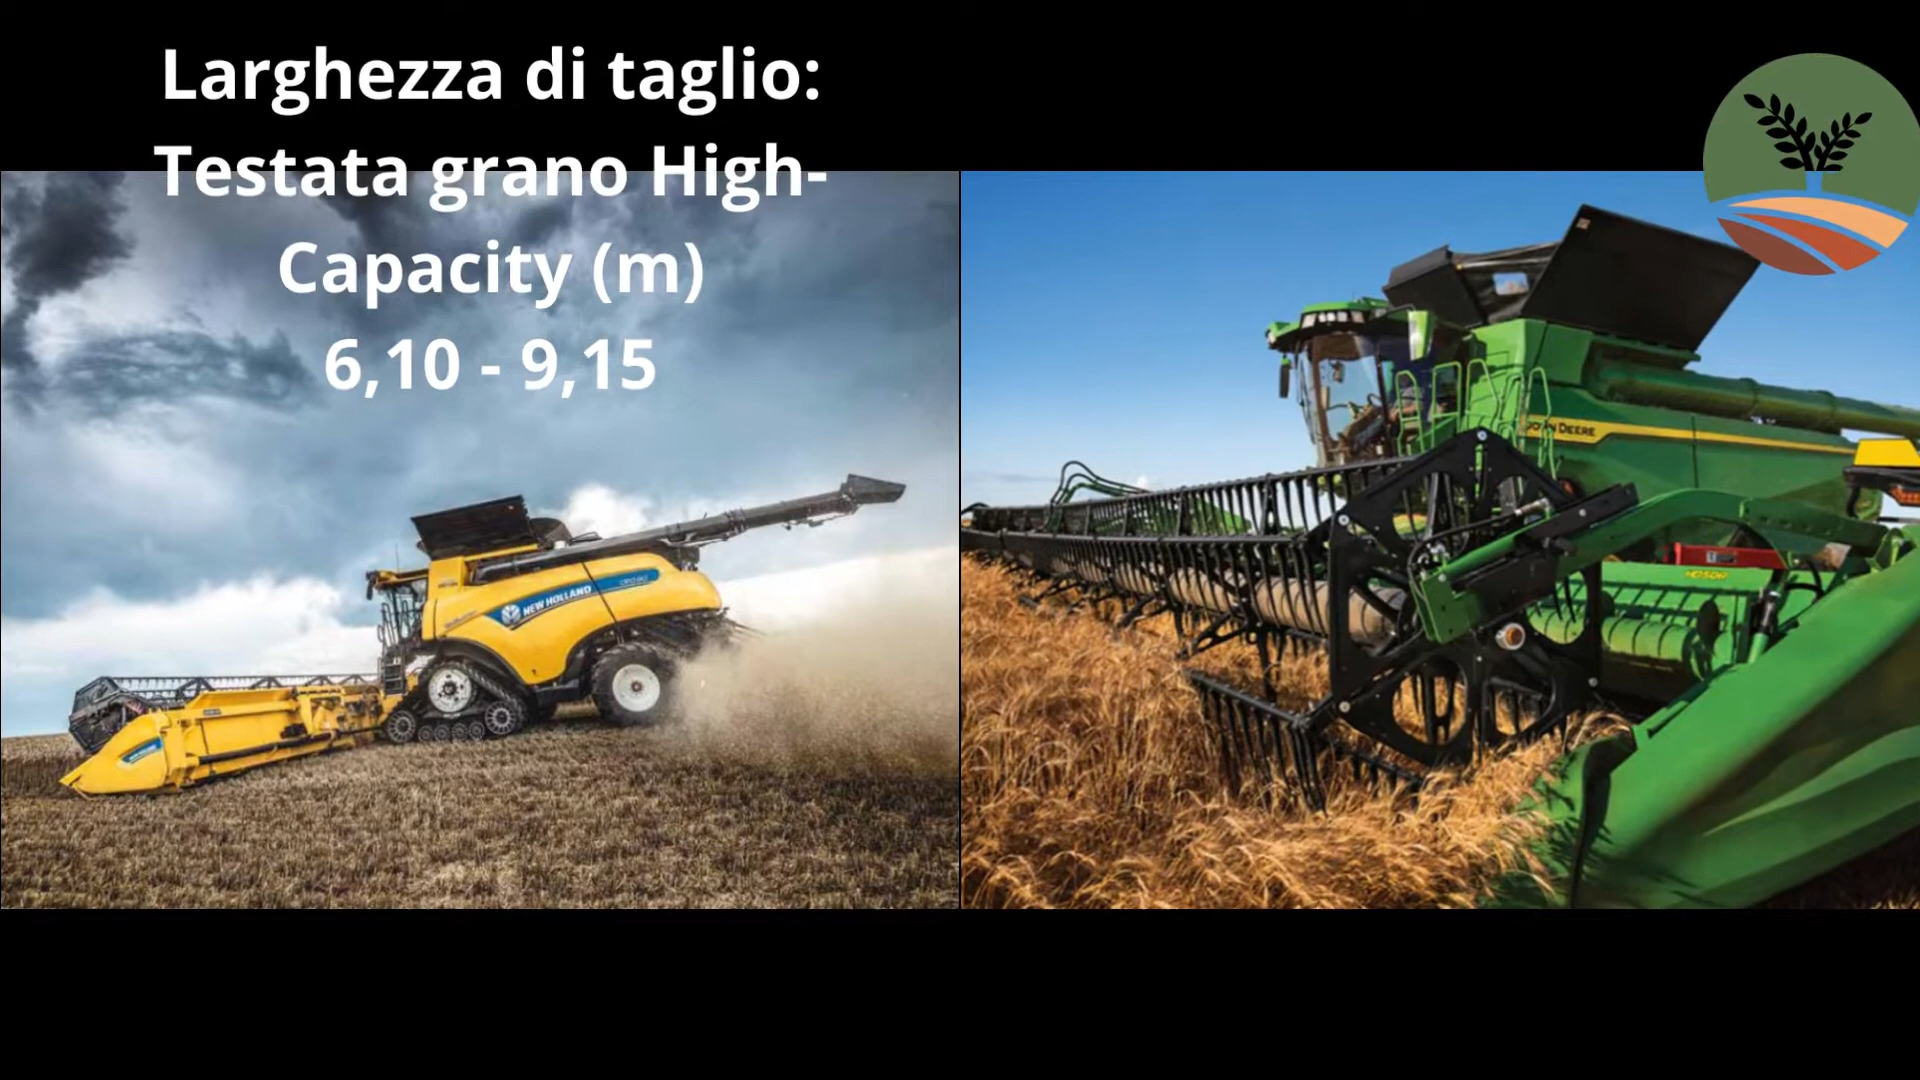 Larghezza di taglio:
Testata grano High-
Capacity (m)
6,10 - 9,15
NEW HOLLAND
JOHN DEERE